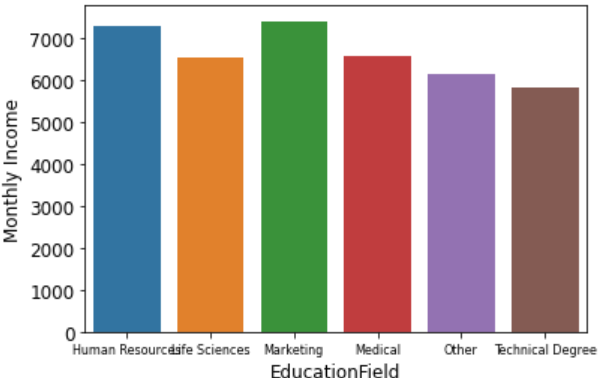 Monthly Income
7000
6000
5000
4000
3000
2000
1000
0
Human Resources Life Sciences Marketing Medical Other Technical Degree
EducationField